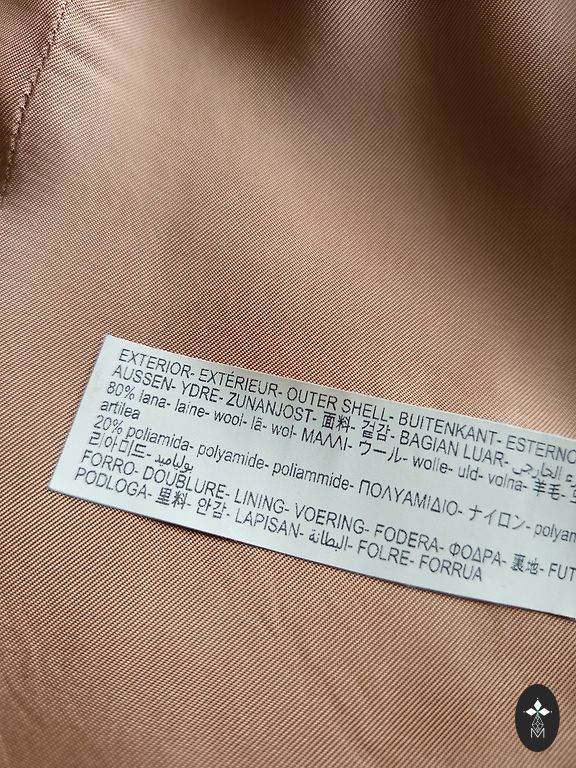 EXTERIOR- EXTÉRIEUR- OUTER SHELL- BUITENKANT- ESTERNO
AUSSEN- YDRE- ZUNANJOST- 面料- 겉감- BAGIAN LUAR- الخارجي
80% lana- laine- wool- lã- wol- ΜΑΛΛΙ- ウール- wolle- uld- volna- 羊毛-
artilea
20% poliamida- polyamide- poliammide- ΠΟΛΥΑΜΙΔΙΟ- ナイロン- polyam
리아미드- بولياميد
FORRO- DOUBLURE- LINING- VOERING- FODERA- ΦΟΔΡΑ- 裏地- FUT
PODLOGA- 里料- 안감- LAPISAN- البطانة- FOLRE- FORRUA
M